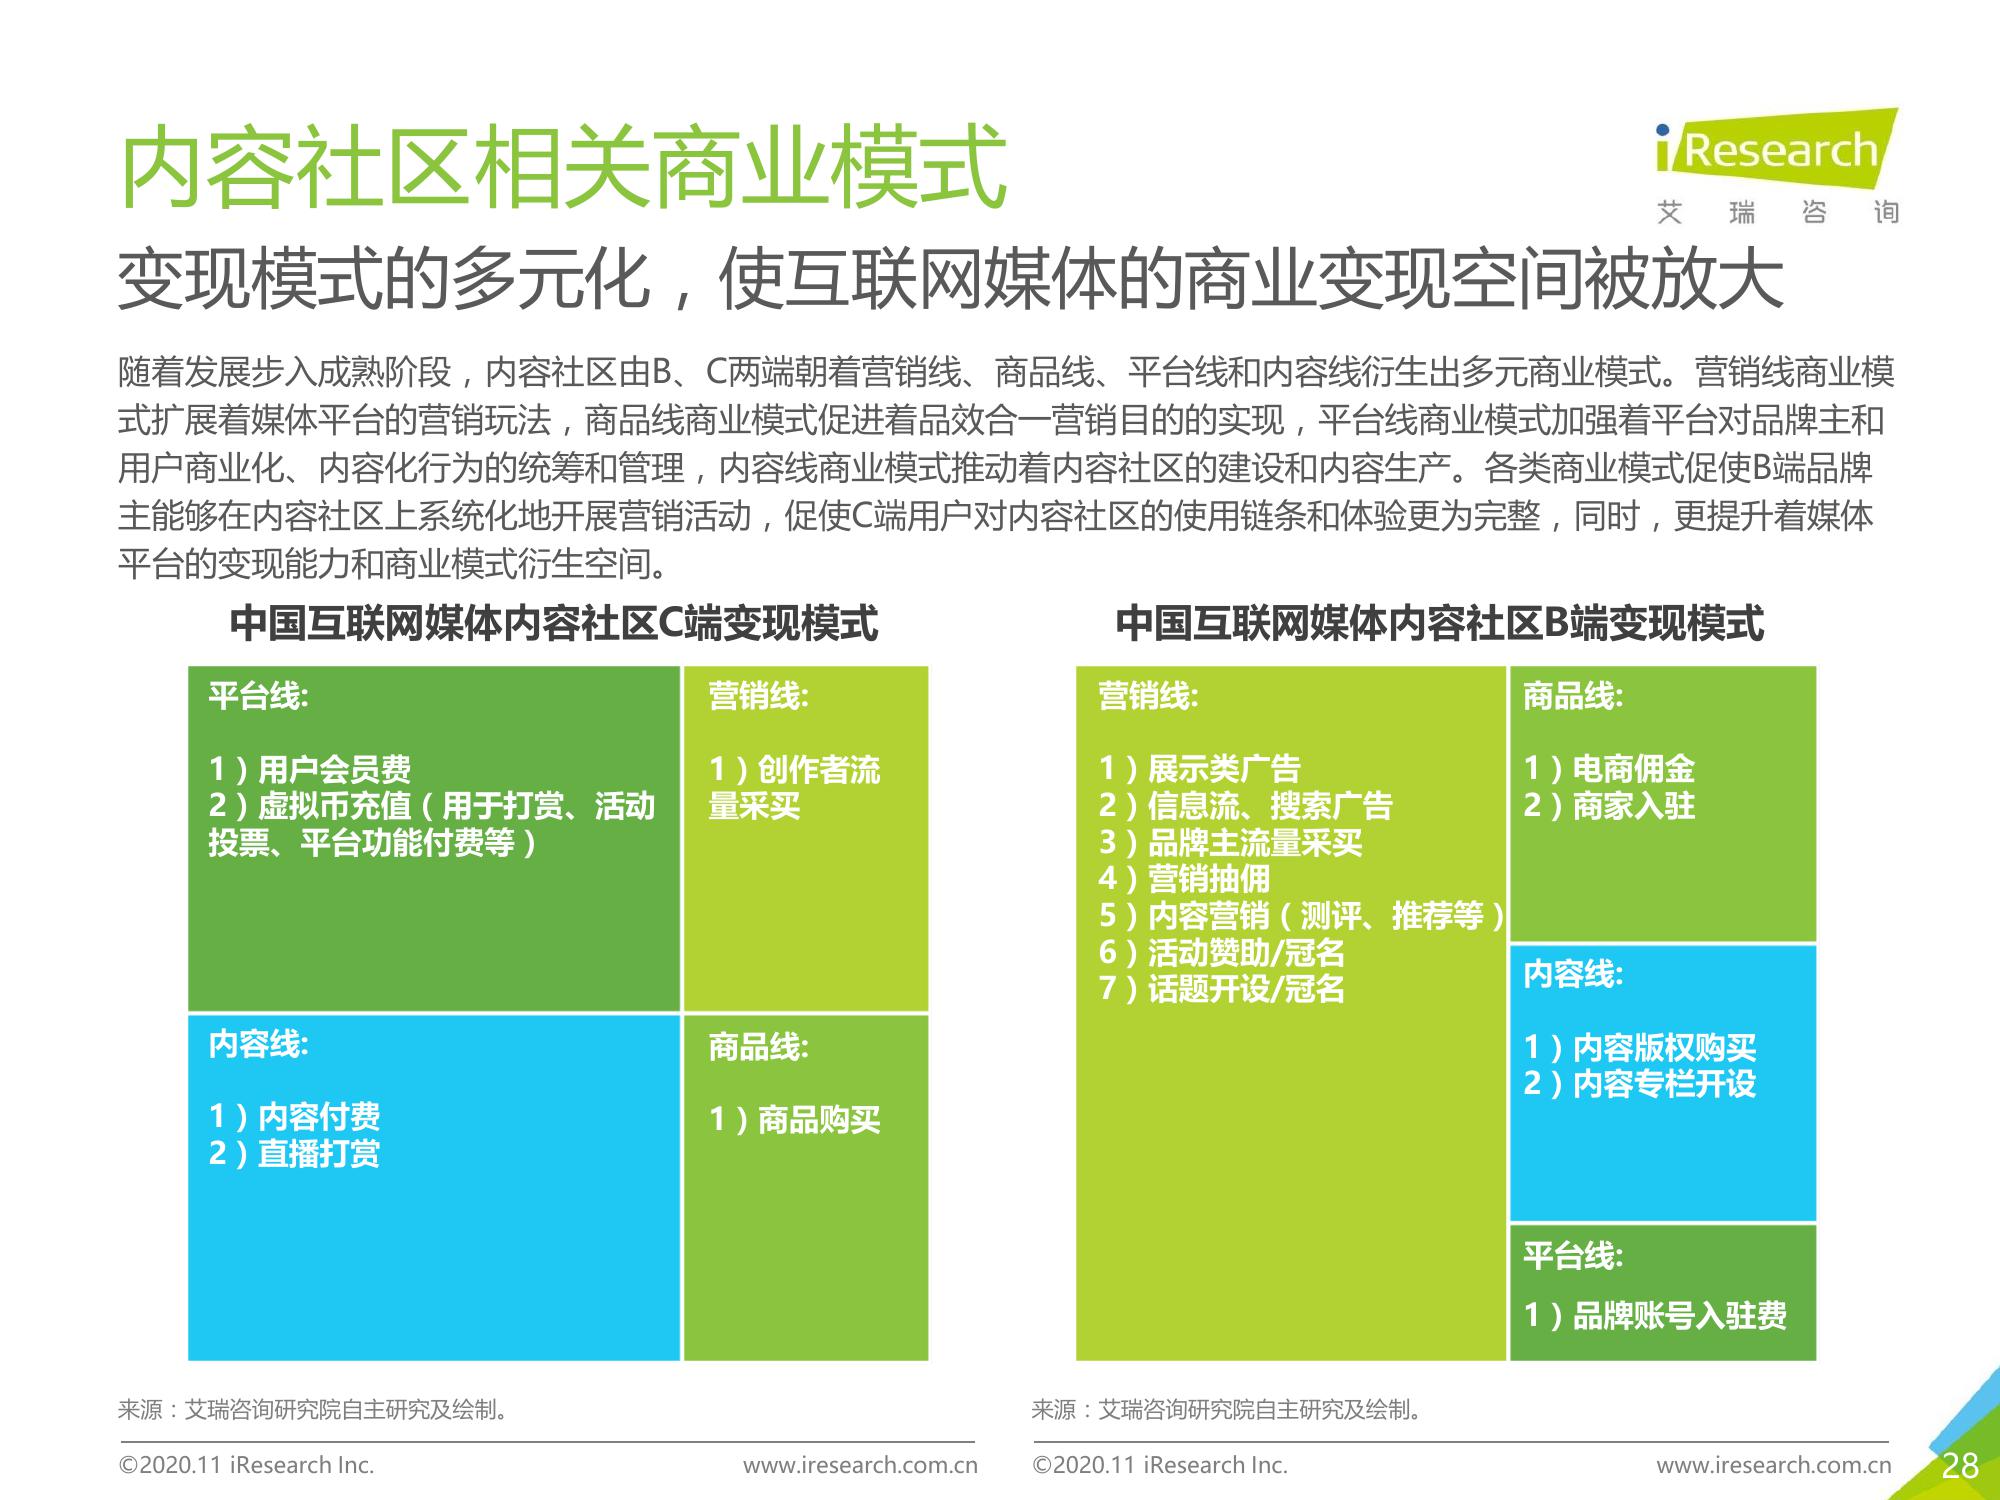 内容社区相关商业模式
iResearch
艾瑞咨询
变现模式的多元化，使互联网媒体的商业变现空间被放大
随着发展步入成熟阶段，内容社区由B、C两端朝着营销线、商品线、平台线和内容线衍生出多元商业模式。营销线商业模
式扩展着媒体平台的营销玩法，商品线商业模式促进着品效合一营销目的的实现，平台线商业模式加强着平台对品牌主和
用户商业化、内容化行为的统筹和管理，内容线商业模式推动着内容社区的建设和内容生产。各类商业模式促使B端品牌
主能够在内容社区上系统化地开展营销活动，促使C端用户对内容社区的使用链条和体验更为完整，同时，更提升着媒体
平台的变现能力和商业模式衍生空间。
中国互联网媒体内容社区C端变现模式
平台线:
1）用户会员费
2）虚拟币充值（用于打赏、活动
投票、平台功能付费等）
营销线:
1）创作者流
量采买
内容线:
1）内容付费
2）直播打赏
商品线:
1）商品购买
中国互联网媒体内容社区B端变现模式
营销线:
1）展示类广告
2）信息流、搜索广告
3）品牌主流量采买
4）营销抽佣
5）内容营销（测评、推荐等）
6）活动赞助/冠名
7）话题开设/冠名
商品线:
1）电商佣金
2）商家入驻
内容线:
1）内容版权购买
2）内容专栏开设
平台线:
1）品牌账号入驻费
来源：艾瑞咨询研究院自主研究及绘制。
来源：艾瑞咨询研究院自主研究及绘制。
©2020.11 iResearch Inc.
www.iresearch.com.cn
©2020.11 iResearch Inc.
www.iresearch.com.cn
28